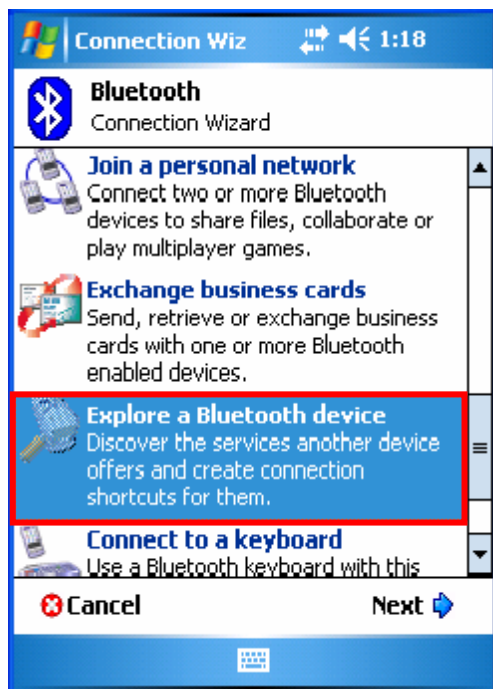 Connection Wiz 1:18
Bluetooth
Connection Wizard
Join a personal network
Connect two or more Bluetooth
devices to share files, collaborate or
play multiplayer games.
Exchange business cards
Send, retrieve or exchange business
cards with one or more Bluetooth
enabled devices.
Explore a Bluetooth device
Discover the services another device
offers and create connection
shortcuts for them.
Connect to a keyboard
Use a Bluetooth keyboard with this
Cancel Next